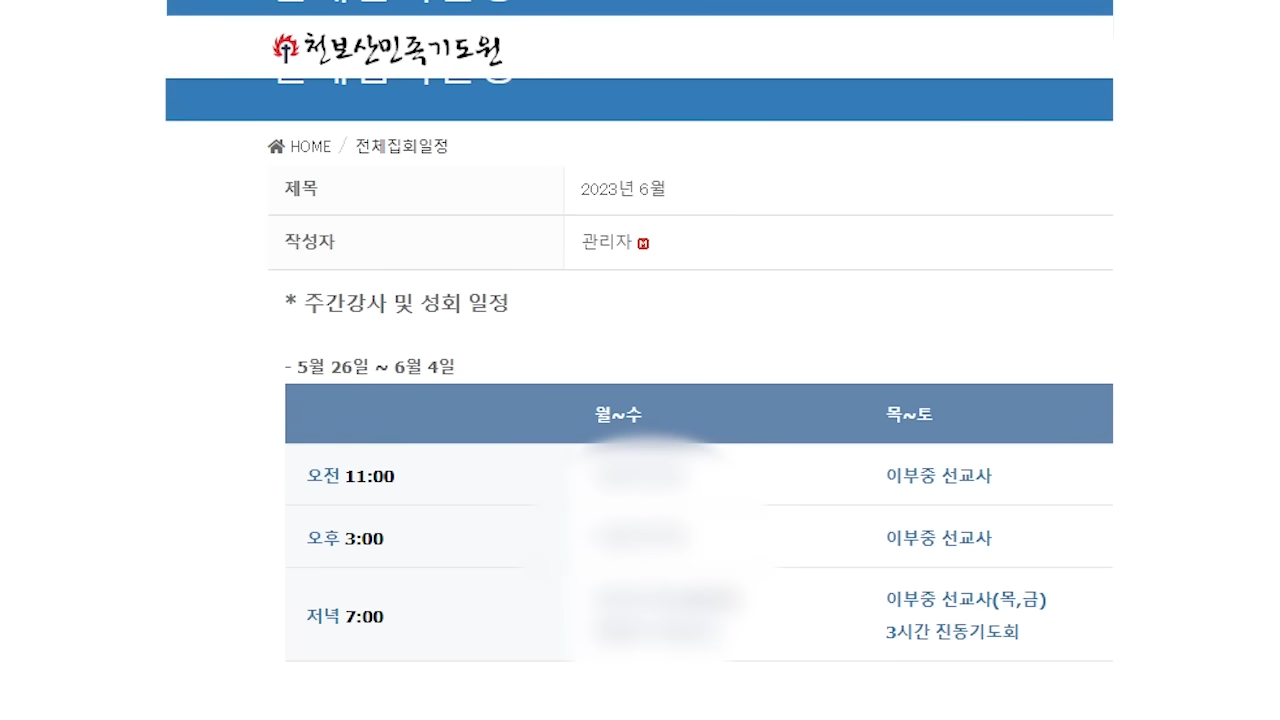 천보산민족기도원
HOME / 전체집회일정
제목 2023년 6월
작성자 관리자 M
* 주간강사 및 성회 일정
- 5월 26일 ~ 6월 4일
월~수 목~토
오전 11:00 이부중 선교사
오후 3:00 이부중 선교사
저녁 7:00 이부중 선교사(목,금)
3시간 진동기도회